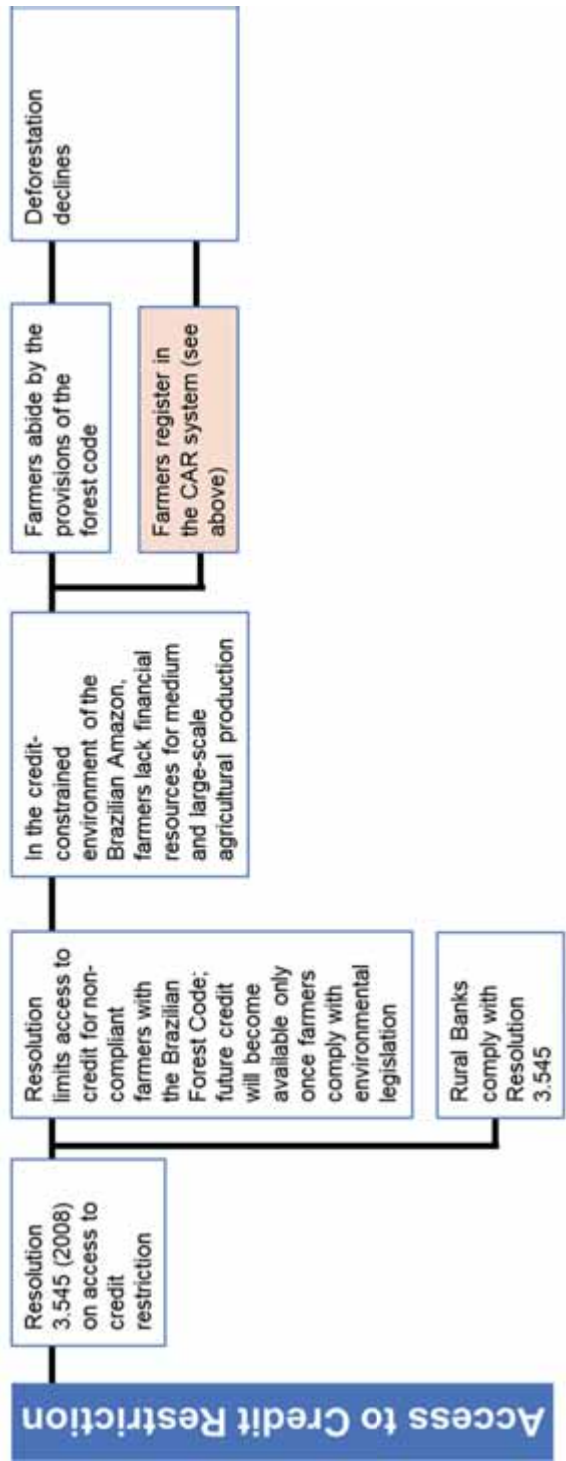 Access to Credit Restriction
Resolution
3.545 (2008)
on access to
credit
restriction
Resolution
limits access to
credit for non-
compliant
farmers with
the Brazilian
Forest Code;
future credit
will become
available only
once farmers
comply with
environmental
legislation
Rural Banks
comply with
Resolution
3.545
In the credit-
constrained
environment of the
Brazilian Amazon,
farmers lack financial
resources for medium
and large-scale
agricultural production
Farmers abide by the
provisions of the
forest code
Farmers register in
the CAR system (see
above)
Deforestation
declines